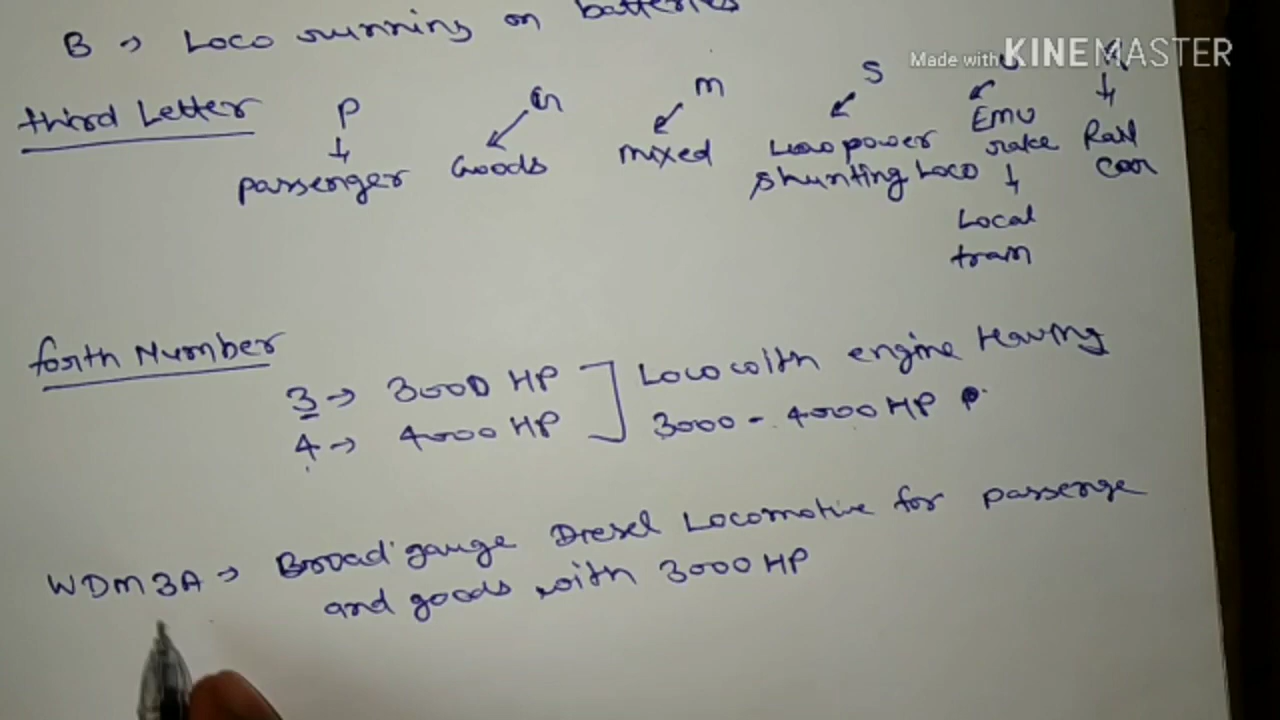 B → Loco running on batteries
Made with KINEMASTER
third Letter P G m S U R
passenger Goods mixed Low power shunting Loco Emu rake Rail car
Local train
forth Number
3 → 3000 HP Loco with engine Having
4 → 4000 HP 3000 - 4000 HP
WDM3A → Broad gauge Diesel Locomotive for passenge
and goods with 3000 HP